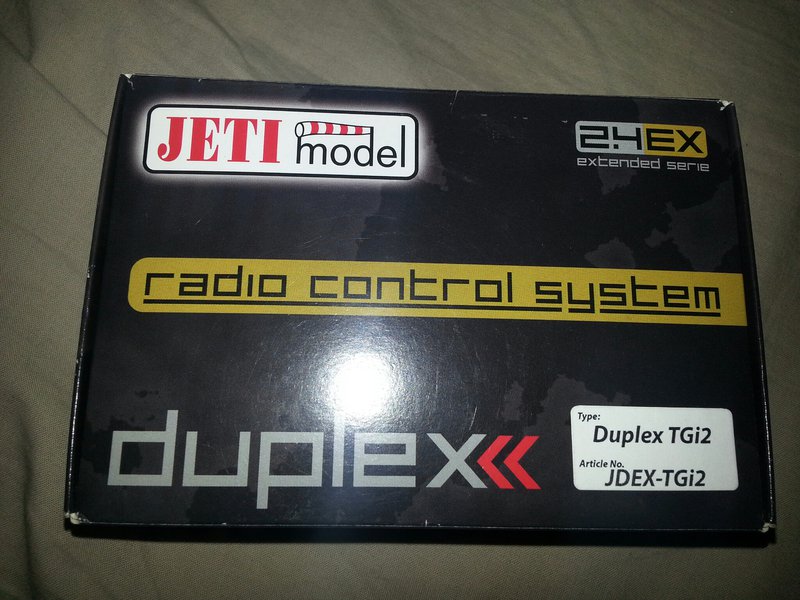 JETI model
2.4EX
extended serie
radio control system
duplex
Type:
Duplex TGi2
Article No.
JDEX-TGi2